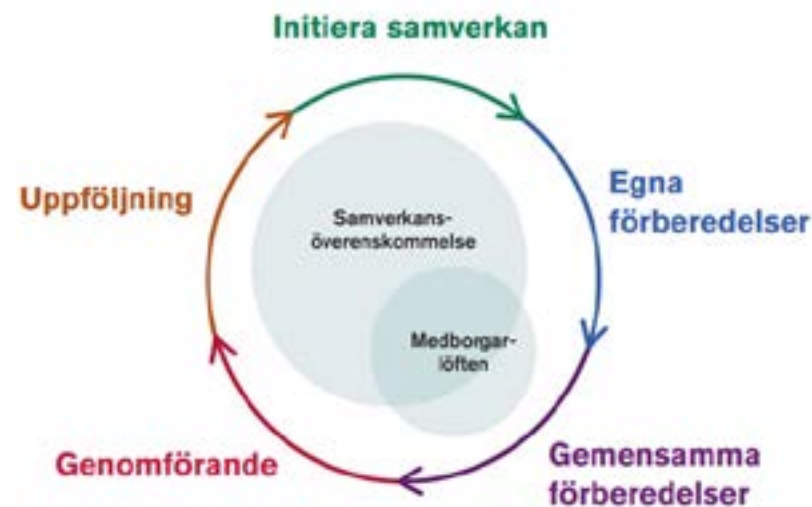 Initiera samverkan
Egna
förberedelser
Gemensamma
förberedelser
Genomförande
Uppföljning
Samverkans-
överenskommelse
Medborgar-
löften